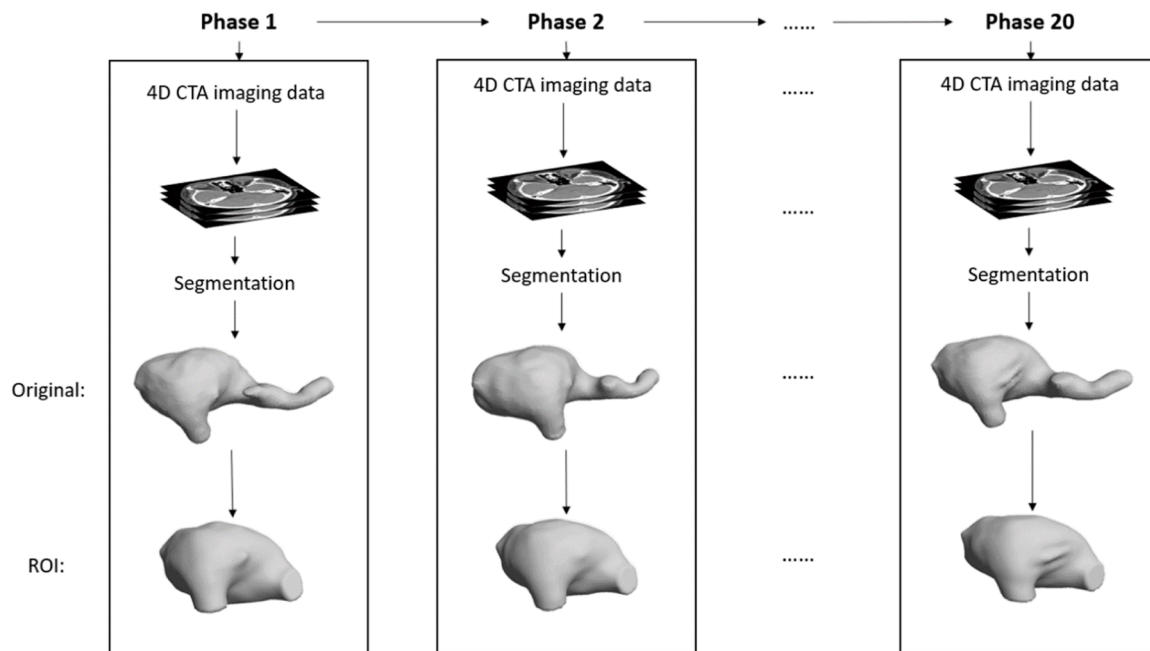 Phase 1 Phase 2 ...... Phase 20
4D CTA imaging data 4D CTA imaging data ...... 4D CTA imaging data
......
Segmentation Segmentation Segmentation
Original: ......
ROI: ......